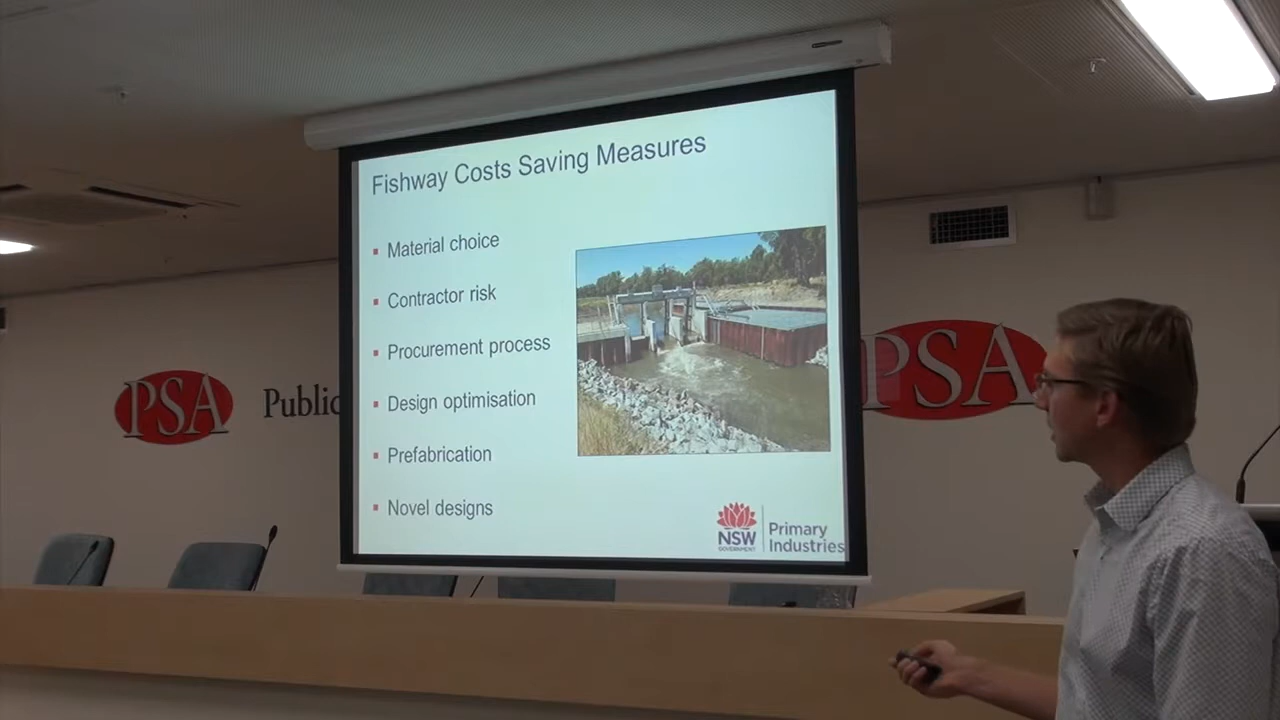 Fishway Costs Saving Measures
Material choice
Contractor risk
Procurement process
Design optimisation
Prefabrication
Novel designs
NSW
GOVERNMENT
Primary
Industries
PSA
Public
PSA